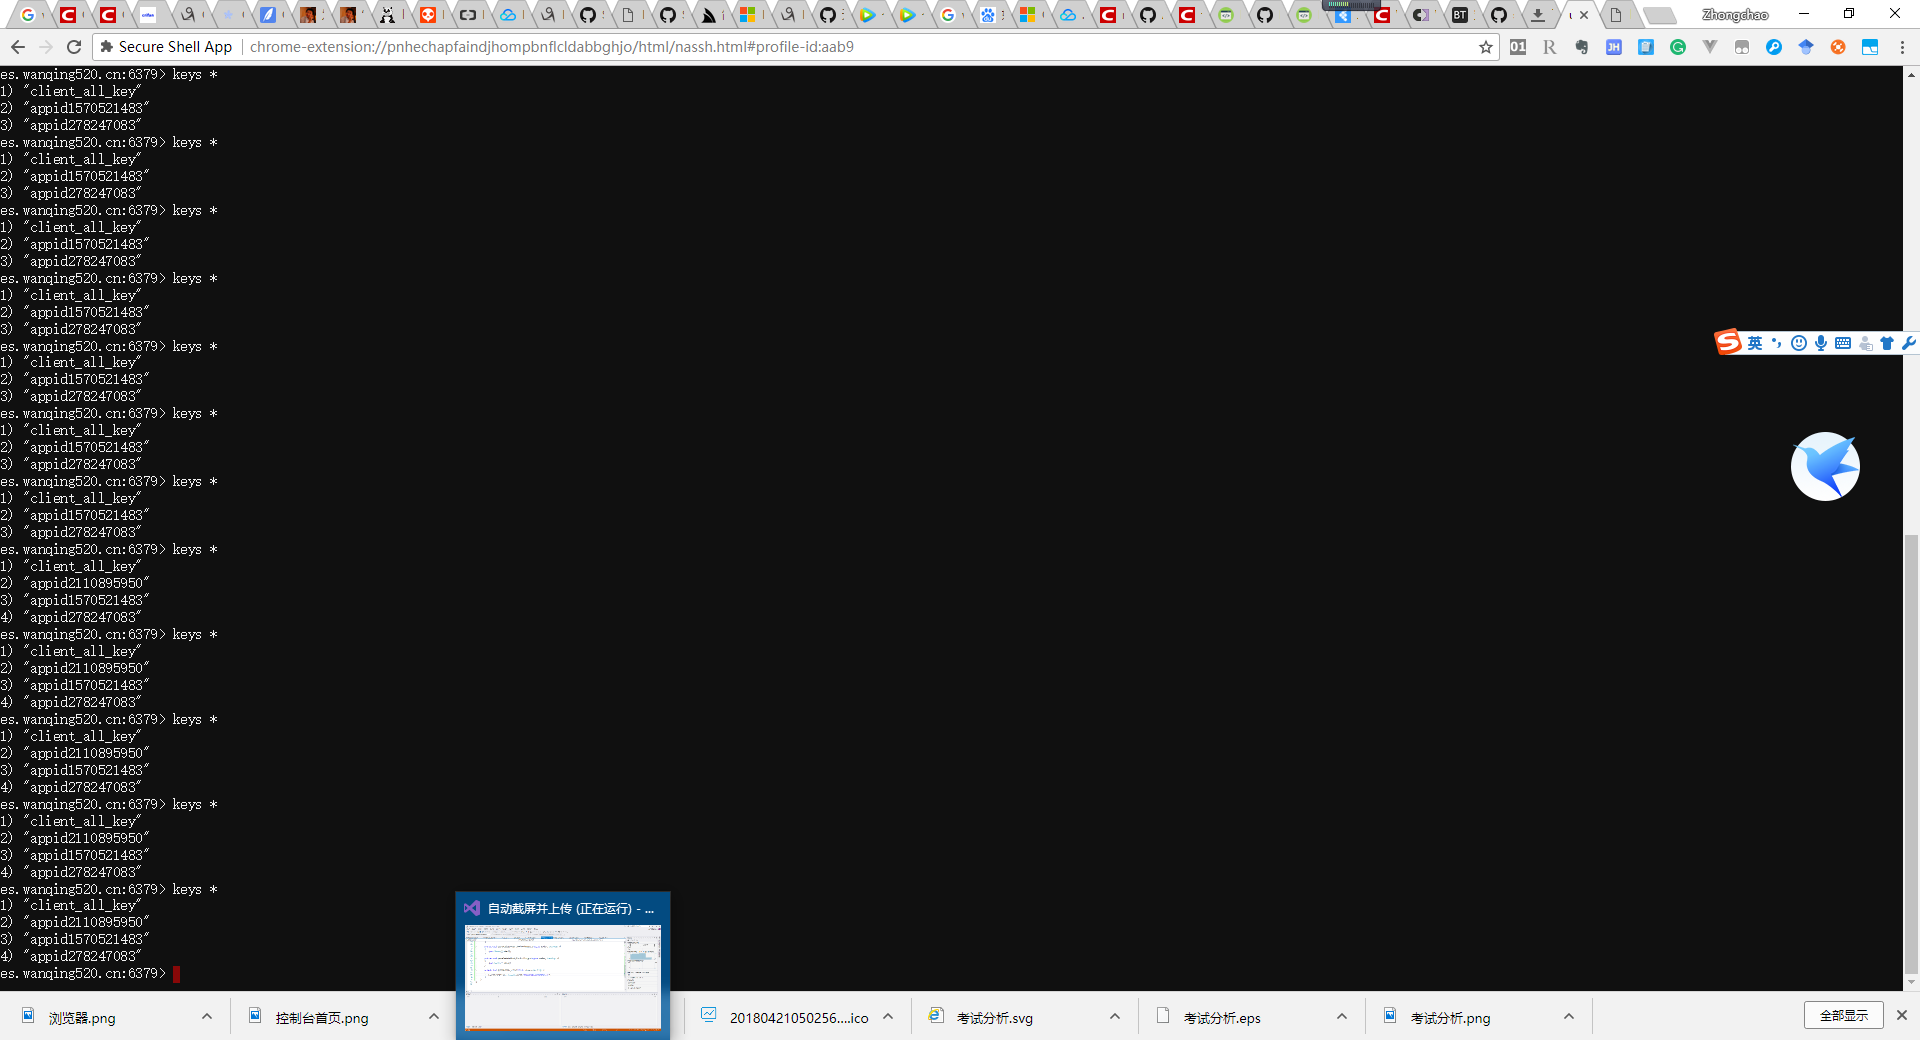 Zhongchao
Secure Shell App
chrome-extension://pnhechapfaindjhompbnflcldabbghjo/html/nassh.html#profile-id:aab9
es.wanqing520.cn:6379> keys *
1) "client_all_key"
2) "appid1570521483"
3) "appid278247083"
es.wanqing520.cn:6379> keys *
1) "client_all_key"
2) "appid1570521483"
3) "appid278247083"
es.wanqing520.cn:6379> keys *
1) "client_all_key"
2) "appid1570521483"
3) "appid278247083"
es.wanqing520.cn:6379> keys *
1) "client_all_key"
2) "appid1570521483"
3) "appid278247083"
es.wanqing520.cn:6379> keys *
1) "client_all_key"
2) "appid1570521483"
3) "appid278247083"
es.wanqing520.cn:6379> keys *
1) "client_all_key"
2) "appid1570521483"
3) "appid278247083"
es.wanqing520.cn:6379> keys *
1) "client_all_key"
2) "appid1570521483"
3) "appid278247083"
es.wanqing520.cn:6379> keys *
1) "client_all_key"
2) "appid2110895950"
3) "appid1570521483"
4) "appid278247083"
es.wanqing520.cn:6379> keys *
1) "client_all_key"
2) "appid2110895950"
3) "appid1570521483"
4) "appid278247083"
es.wanqing520.cn:6379> keys *
1) "client_all_key"
2) "appid2110895950"
3) "appid1570521483"
4) "appid278247083"
es.wanqing520.cn:6379> keys *
1) "client_all_key"
2) "appid2110895950"
3) "appid1570521483"
4) "appid278247083"
es.wanqing520.cn:6379> keys *
1) "client_all_key"
2) "appid2110895950"
3) "appid1570521483"
4) "appid278247083"
es.wanqing520.cn:6379>
英
自动截屏并上传 (正在运行) - ...
浏览器.png
控制台首页.png
20180421050256....ico
考试分析.svg
考试分析.eps
考试分析.png
全部显示